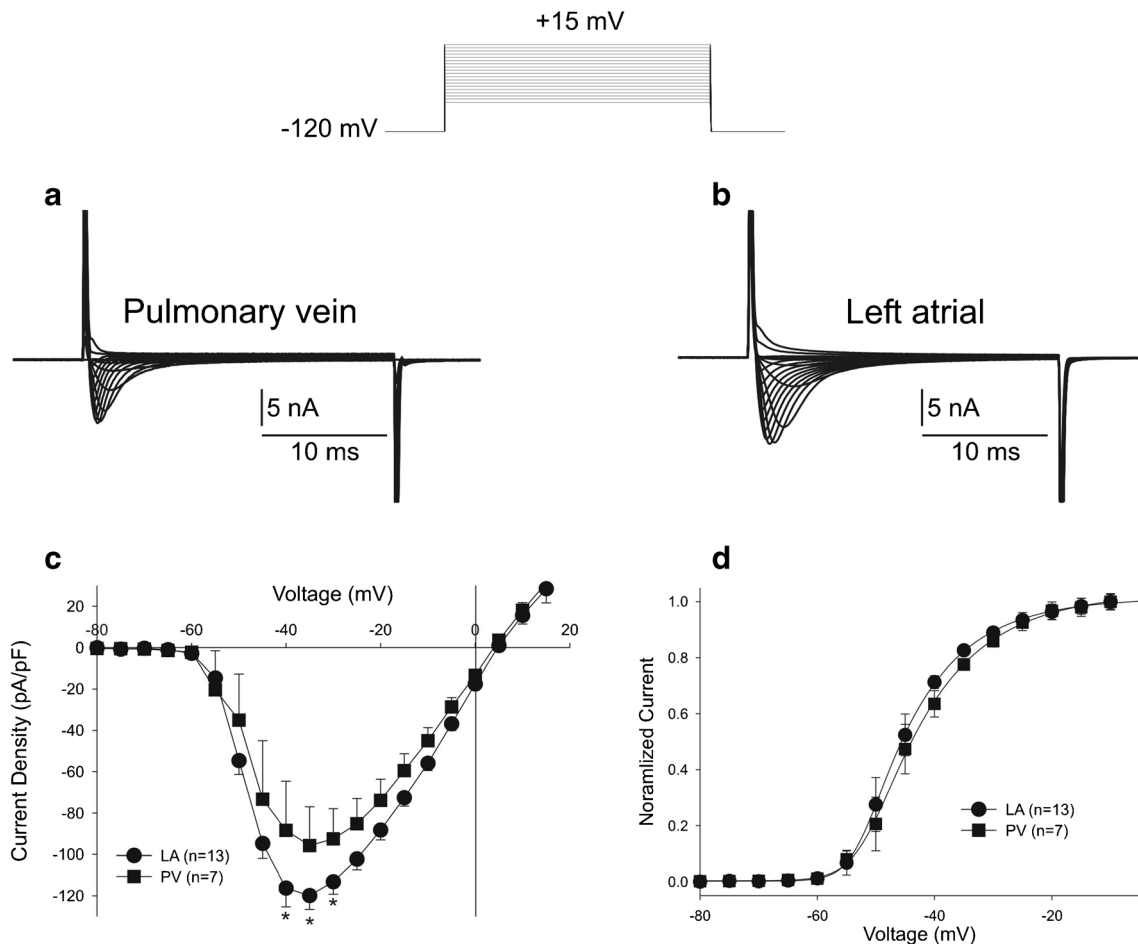 +15 mV
-120 mV
a
b
Pulmonary vein
Left atrial
5 nA
10 ms
5 nA
10 ms
c
d
Voltage (mV)
20
-80 -60 -40 -20 0 20
0
-20
-40
-60
-80
-100
-120
Current Density (pA/pF)
LA (n=13)
PV (n=7)
* * *
1.0
0.8
0.6
0.4
0.2
0.0
Noramlized Current
LA (n=13)
PV (n=7)
-80 -60 -40 -20
Voltage (mV)